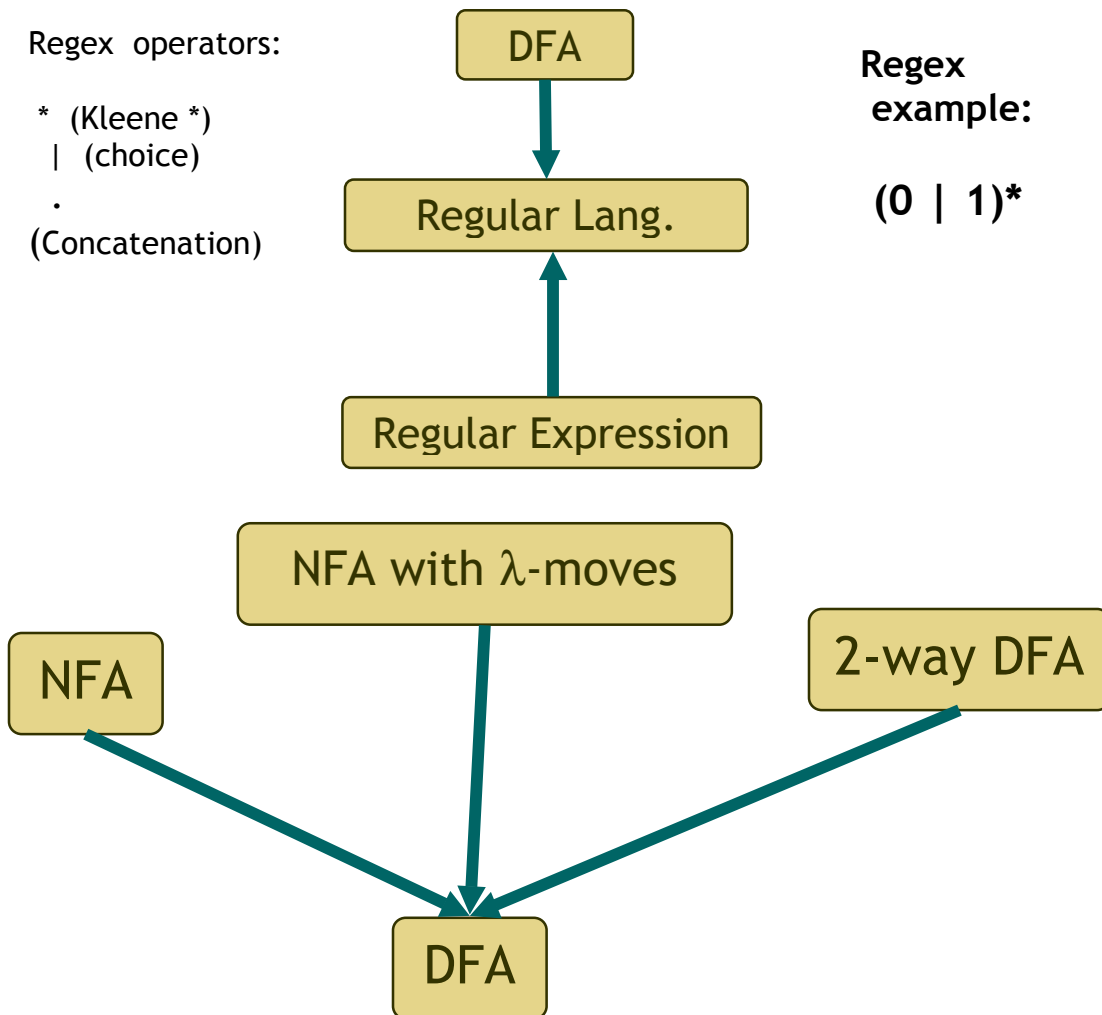 Regex operators:
* (Kleene *)
| (choice)
.
(Concatenation)
DFA
Regex
example:
(0 | 1)*
Regular Lang.
Regular Expression
NFA with λ-moves
NFA
2-way DFA
DFA